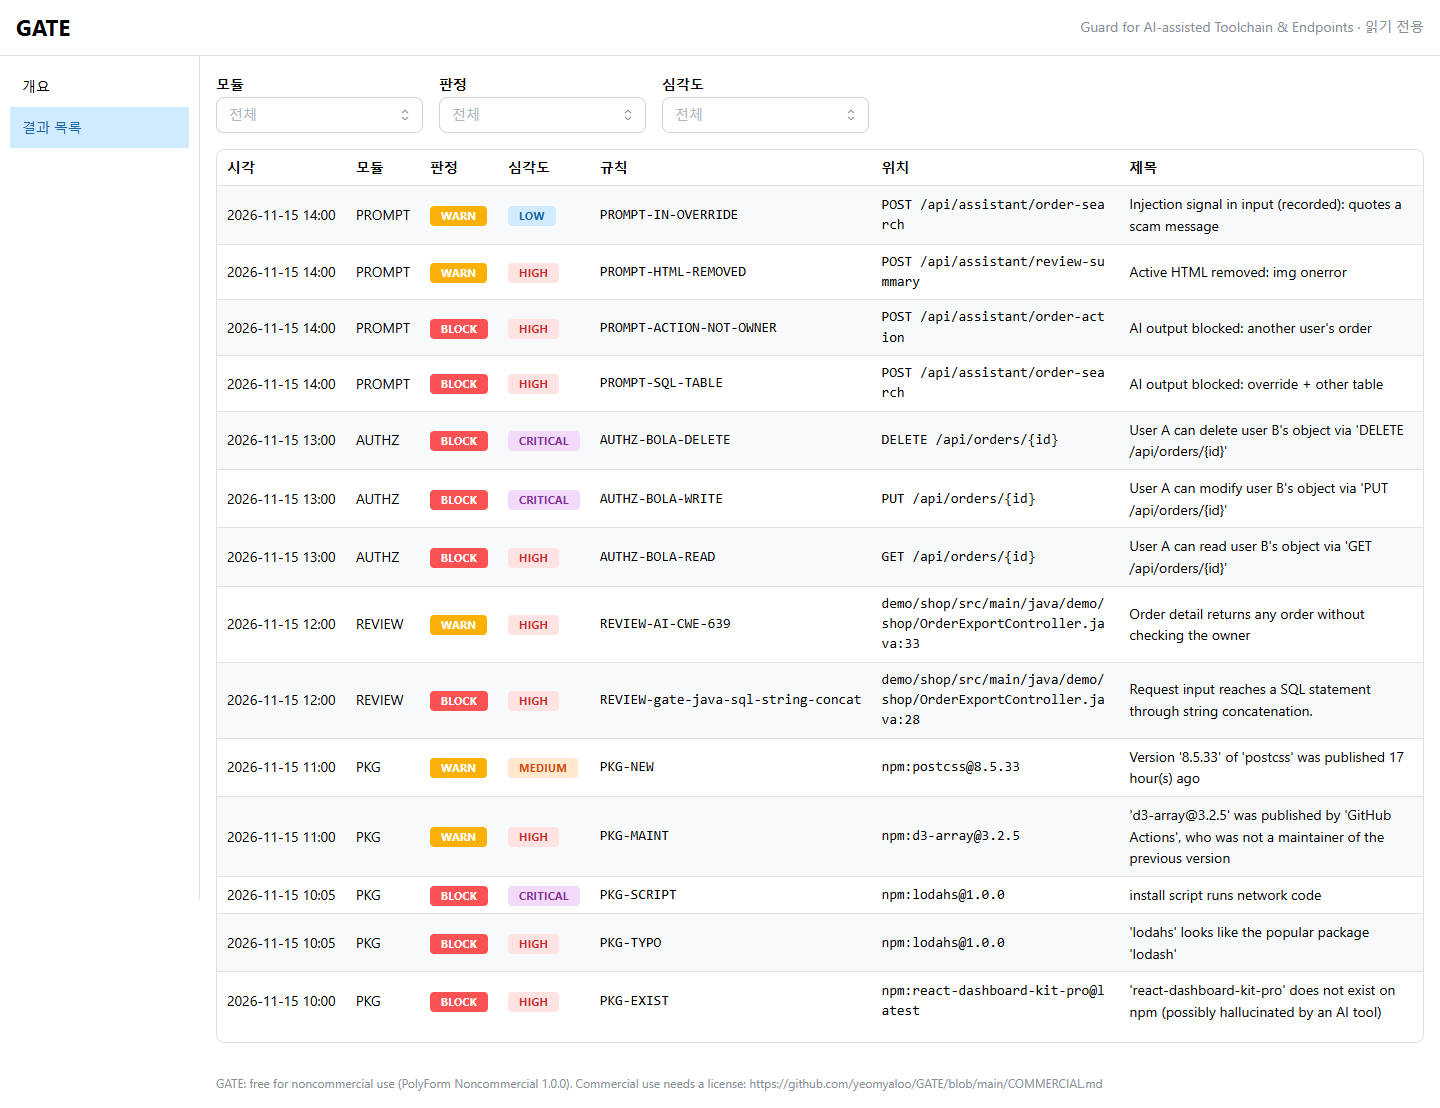 GATE
Guard for AI-assisted Toolchain & Endpoints · 읽기 전용
개요
결과 목록
모듈
판정
심각도
전체
전체
전체
시각 모듈 판정 심각도 규칙 위치 제목
2026-11-15 14:00 PROMPT WARN LOW PROMPT-IN-OVERRIDE POST /api/assistant/order-sea
rch
Injection signal in input (recorded): quotes a
scam message
2026-11-15 14:00 PROMPT WARN HIGH PROMPT-HTML-REMOVED POST /api/assistant/review-su
mmary
Active HTML removed: img onerror
2026-11-15 14:00 PROMPT BLOCK HIGH PROMPT-ACTION-NOT-OWNER POST /api/assistant/order-act
ion
AI output blocked: another user's order
2026-11-15 14:00 PROMPT BLOCK HIGH PROMPT-SQL-TABLE POST /api/assistant/order-sea
rch
AI output blocked: override + other table
2026-11-15 13:00 AUTHZ BLOCK CRITICAL AUTHZ-BOLA-DELETE DELETE /api/orders/{id}
User A can delete user B's object via 'DELETE
/api/orders/{id}'
2026-11-15 13:00 AUTHZ BLOCK CRITICAL AUTHZ-BOLA-WRITE PUT /api/orders/{id}
User A can modify user B's object via 'PUT
/api/orders/{id}'
2026-11-15 13:00 AUTHZ BLOCK HIGH AUTHZ-BOLA-READ GET /api/orders/{id}
User A can read user B's object via 'GET
/api/orders/{id}'
2026-11-15 12:00 REVIEW WARN HIGH REVIEW-AI-CWE-639 demo/shop/src/main/java/demo/
shop/OrderExportController.ja
va:33
Order detail returns any order without
checking the owner
2026-11-15 12:00 REVIEW BLOCK HIGH REVIEW-gate-java-sql-string-concat demo/shop/src/main/java/demo/
shop/OrderExportController.ja
va:28
Request input reaches a SQL statement
through string concatenation.
2026-11-15 11:00 PKG WARN MEDIUM PKG-NEW npm:postcss@8.5.33
Version '8.5.33' of 'postcss' was published 17
hour(s) ago
2026-11-15 11:00 PKG WARN HIGH PKG-MAINT npm:d3-array@3.2.5
'd3-array@3.2.5' was published by 'GitHub
Actions', who was not a maintainer of the
previous version
2026-11-15 10:05 PKG BLOCK CRITICAL PKG-SCRIPT npm:lodahs@1.0.0
install script runs network code
2026-11-15 10:05 PKG BLOCK HIGH PKG-TYPO npm:lodahs@1.0.0
'lodahs' looks like the popular package
'lodash'
2026-11-15 10:00 PKG BLOCK HIGH PKG-EXIST npm:react-dashboard-kit-pro@l
atest
'react-dashboard-kit-pro' does not exist on
npm (possibly hallucinated by an AI tool)
GATE: free for noncommercial use (PolyForm Noncommercial 1.0.0). Commercial use needs a license: https://github.com/yeomyaloo/GATE/blob/main/COMMERCIAL.md